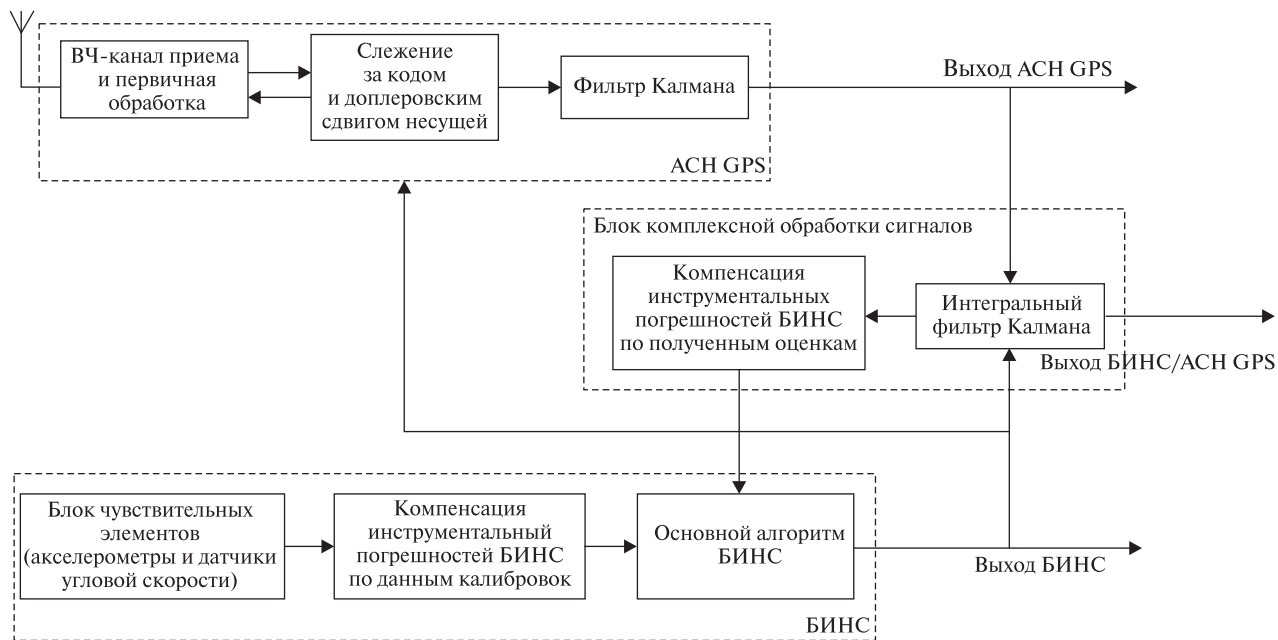 ВЧ-канал приема
и первичная
обработка
Слежение
за кодом
и доплеровским
сдвигом несущей
Фильтр Калмана
Выход АСН GPS
АСН GPS
Блок комплексной обработки сигналов
Компенсация
инструментальных
погрешностей БИНС
по полученным оценкам
Интегральный
фильтр Калмана
Выход БИНС/АСН GPS
Блок чувствительных
элементов
(акселерометры и датчики
угловой скорости)
Компенсация
инструментальный
погрешностей БИНС
по данным калибровок
Основной алгоритм
БИНС
Выход БИНС
БИНС